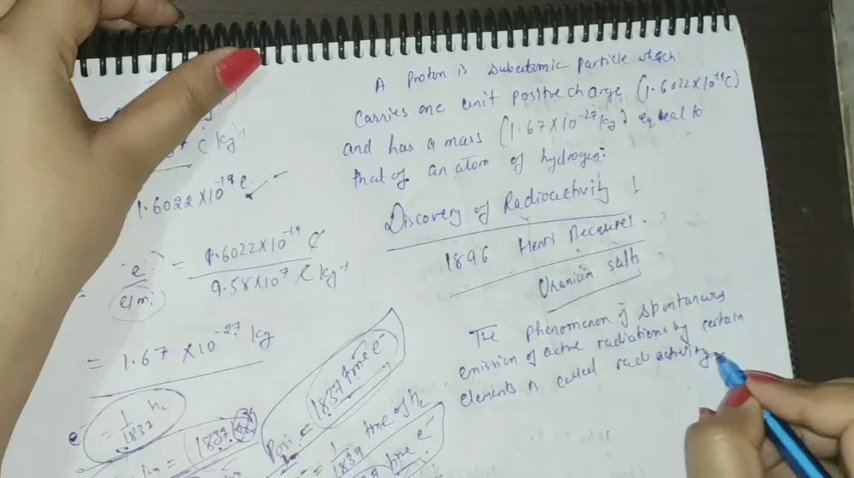 C kg⁻¹
1.6022×10⁻¹⁹ C
e/e/m = 1.6022×10⁻¹⁹ C / 9.58×10⁷ C kg⁻¹
= 1.67×10⁻²⁷ kg
e⁻ = 1/1837 h
1837
1837 time e⁻
1/1837 time of h
time e⁻
A proton is subatomic particle which
carries one unit positive charge (1.6022×10⁻¹⁹C)
and has a mass (1.67×10⁻²⁷ kg) equal to
that of an atom of hydrogen.
Discovery of Radioactivity
1896 Henri Becquerel.
Uranium salts
The phenomenon of spontaneous
emission of active radiations by certain
elements is called radioactivity